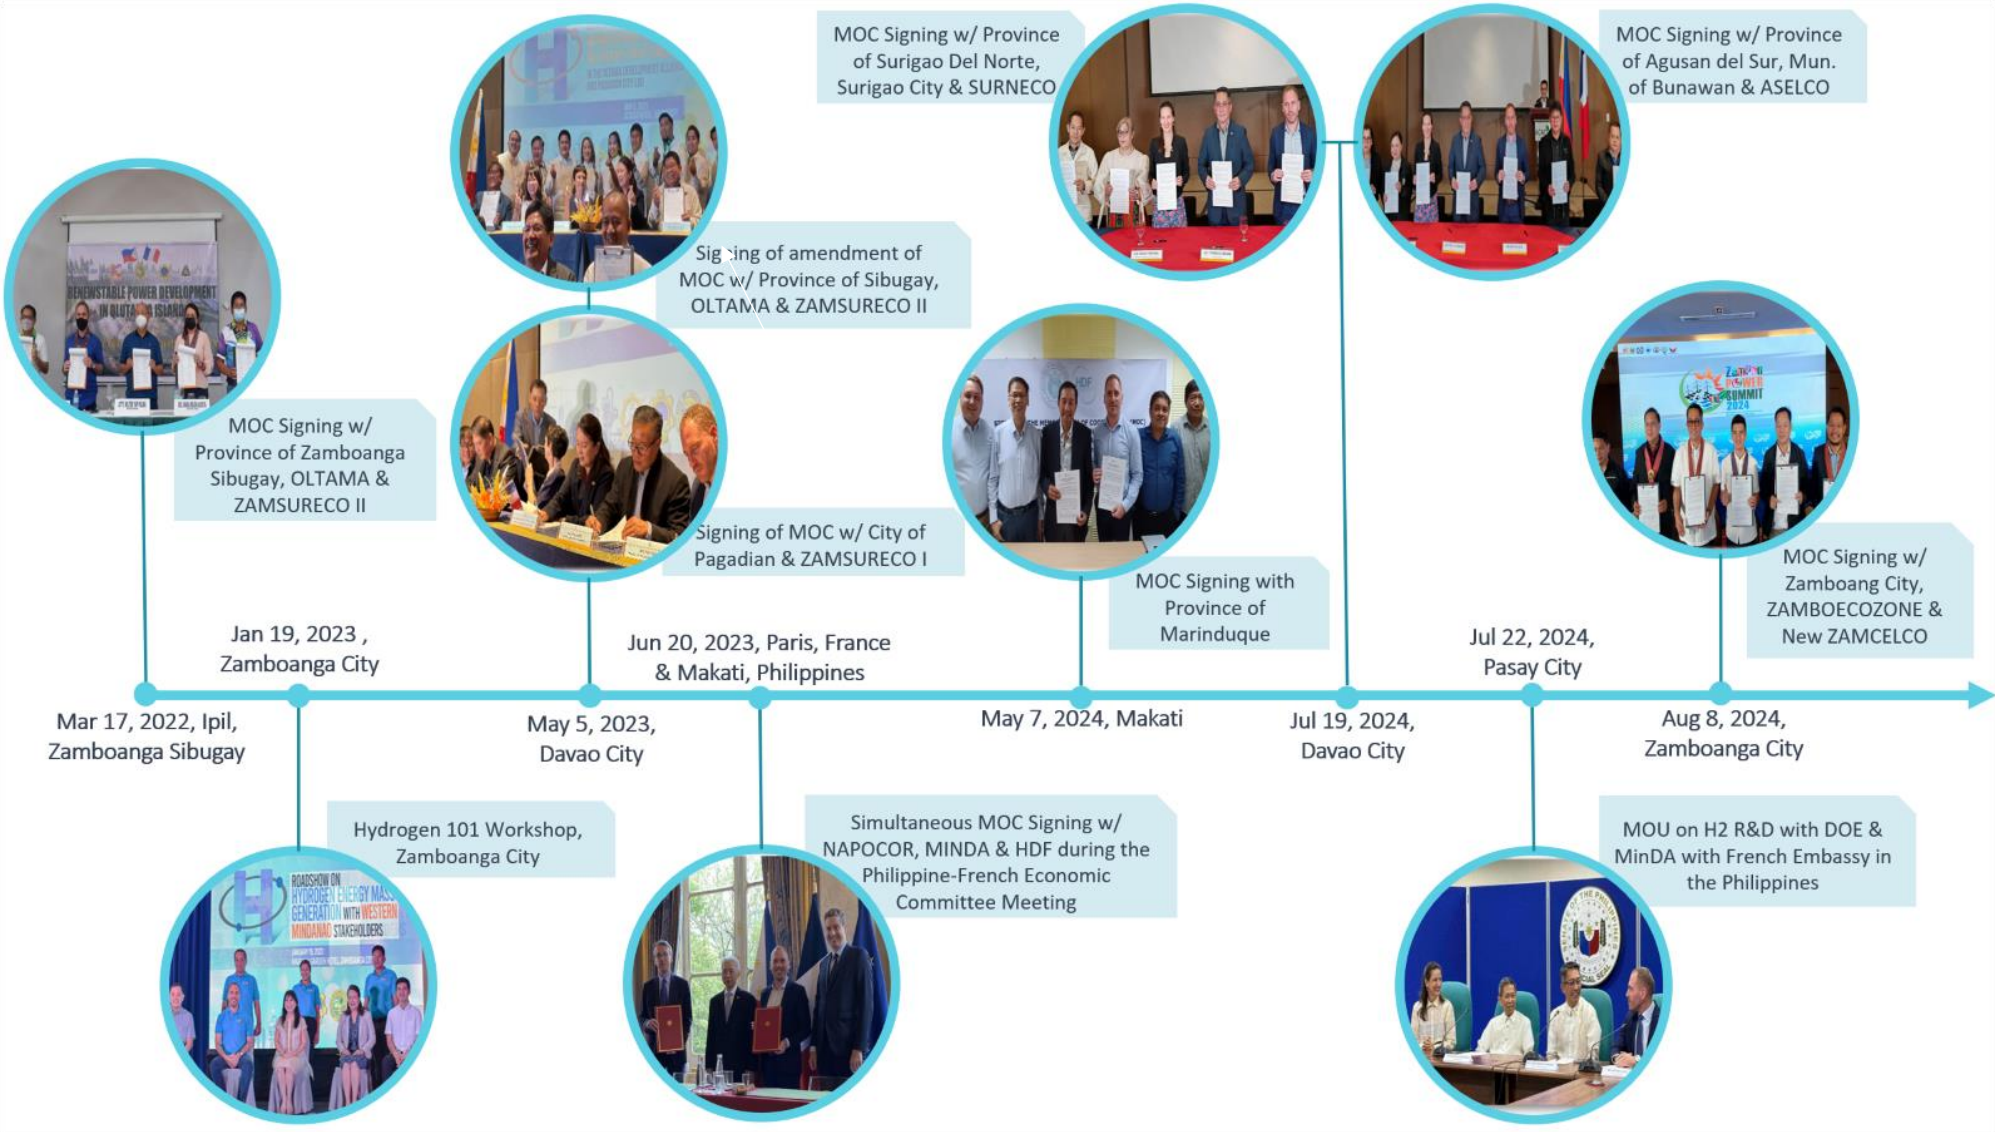 MOC Signing w/ Province
of Surigao Del Norte,
Surigao City & SURNECO
MOC Signing w/ Province
of Agusan del Sur, Mun.
of Bunawan & ASELCO
Signing of amendment of
MOC w/ Province of Sibugay,
OLTAMA & ZAMSURECO II
RENEWSTABLE POWER DEVELOPMENT
MOC Signing w/
Province of Zamboanga
Sibugay, OLTAMA &
ZAMSURECO II
HDF
Zambo
POWER
SUMMIT
2024
Signing of MOC w/ City of
Pagadian & ZAMSURECO I
MOC Signing with
Province of
Marinduque
MOC Signing w/
Zamboang City,
ZAMBOECOZONE &
New ZAMCELCO
Jan 19, 2023 ,
Zamboanga City
Jun 20, 2023, Paris, France
& Makati, Philippines
Jul 22, 2024,
Pasay City
Mar 17, 2022, Ipil,
Zamboanga Sibugay
May 5, 2023,
Davao City
May 7, 2024, Makati
Jul 19, 2024,
Davao City
Aug 8, 2024,
Zamboanga City
Hydrogen 101 Workshop,
Zamboanga City
Simultaneous MOC Signing w/
NAPOCOR, MINDA & HDF during the
Philippine-French Economic
Committee Meeting
MOU on H2 R&D with DOE &
MinDA with French Embassy in
the Philippines
ROADSHOW ON
HYDROGEN ENERGY MASS
GENERATION WITH WESTERN
MINDANAO STAKEHOLDERS